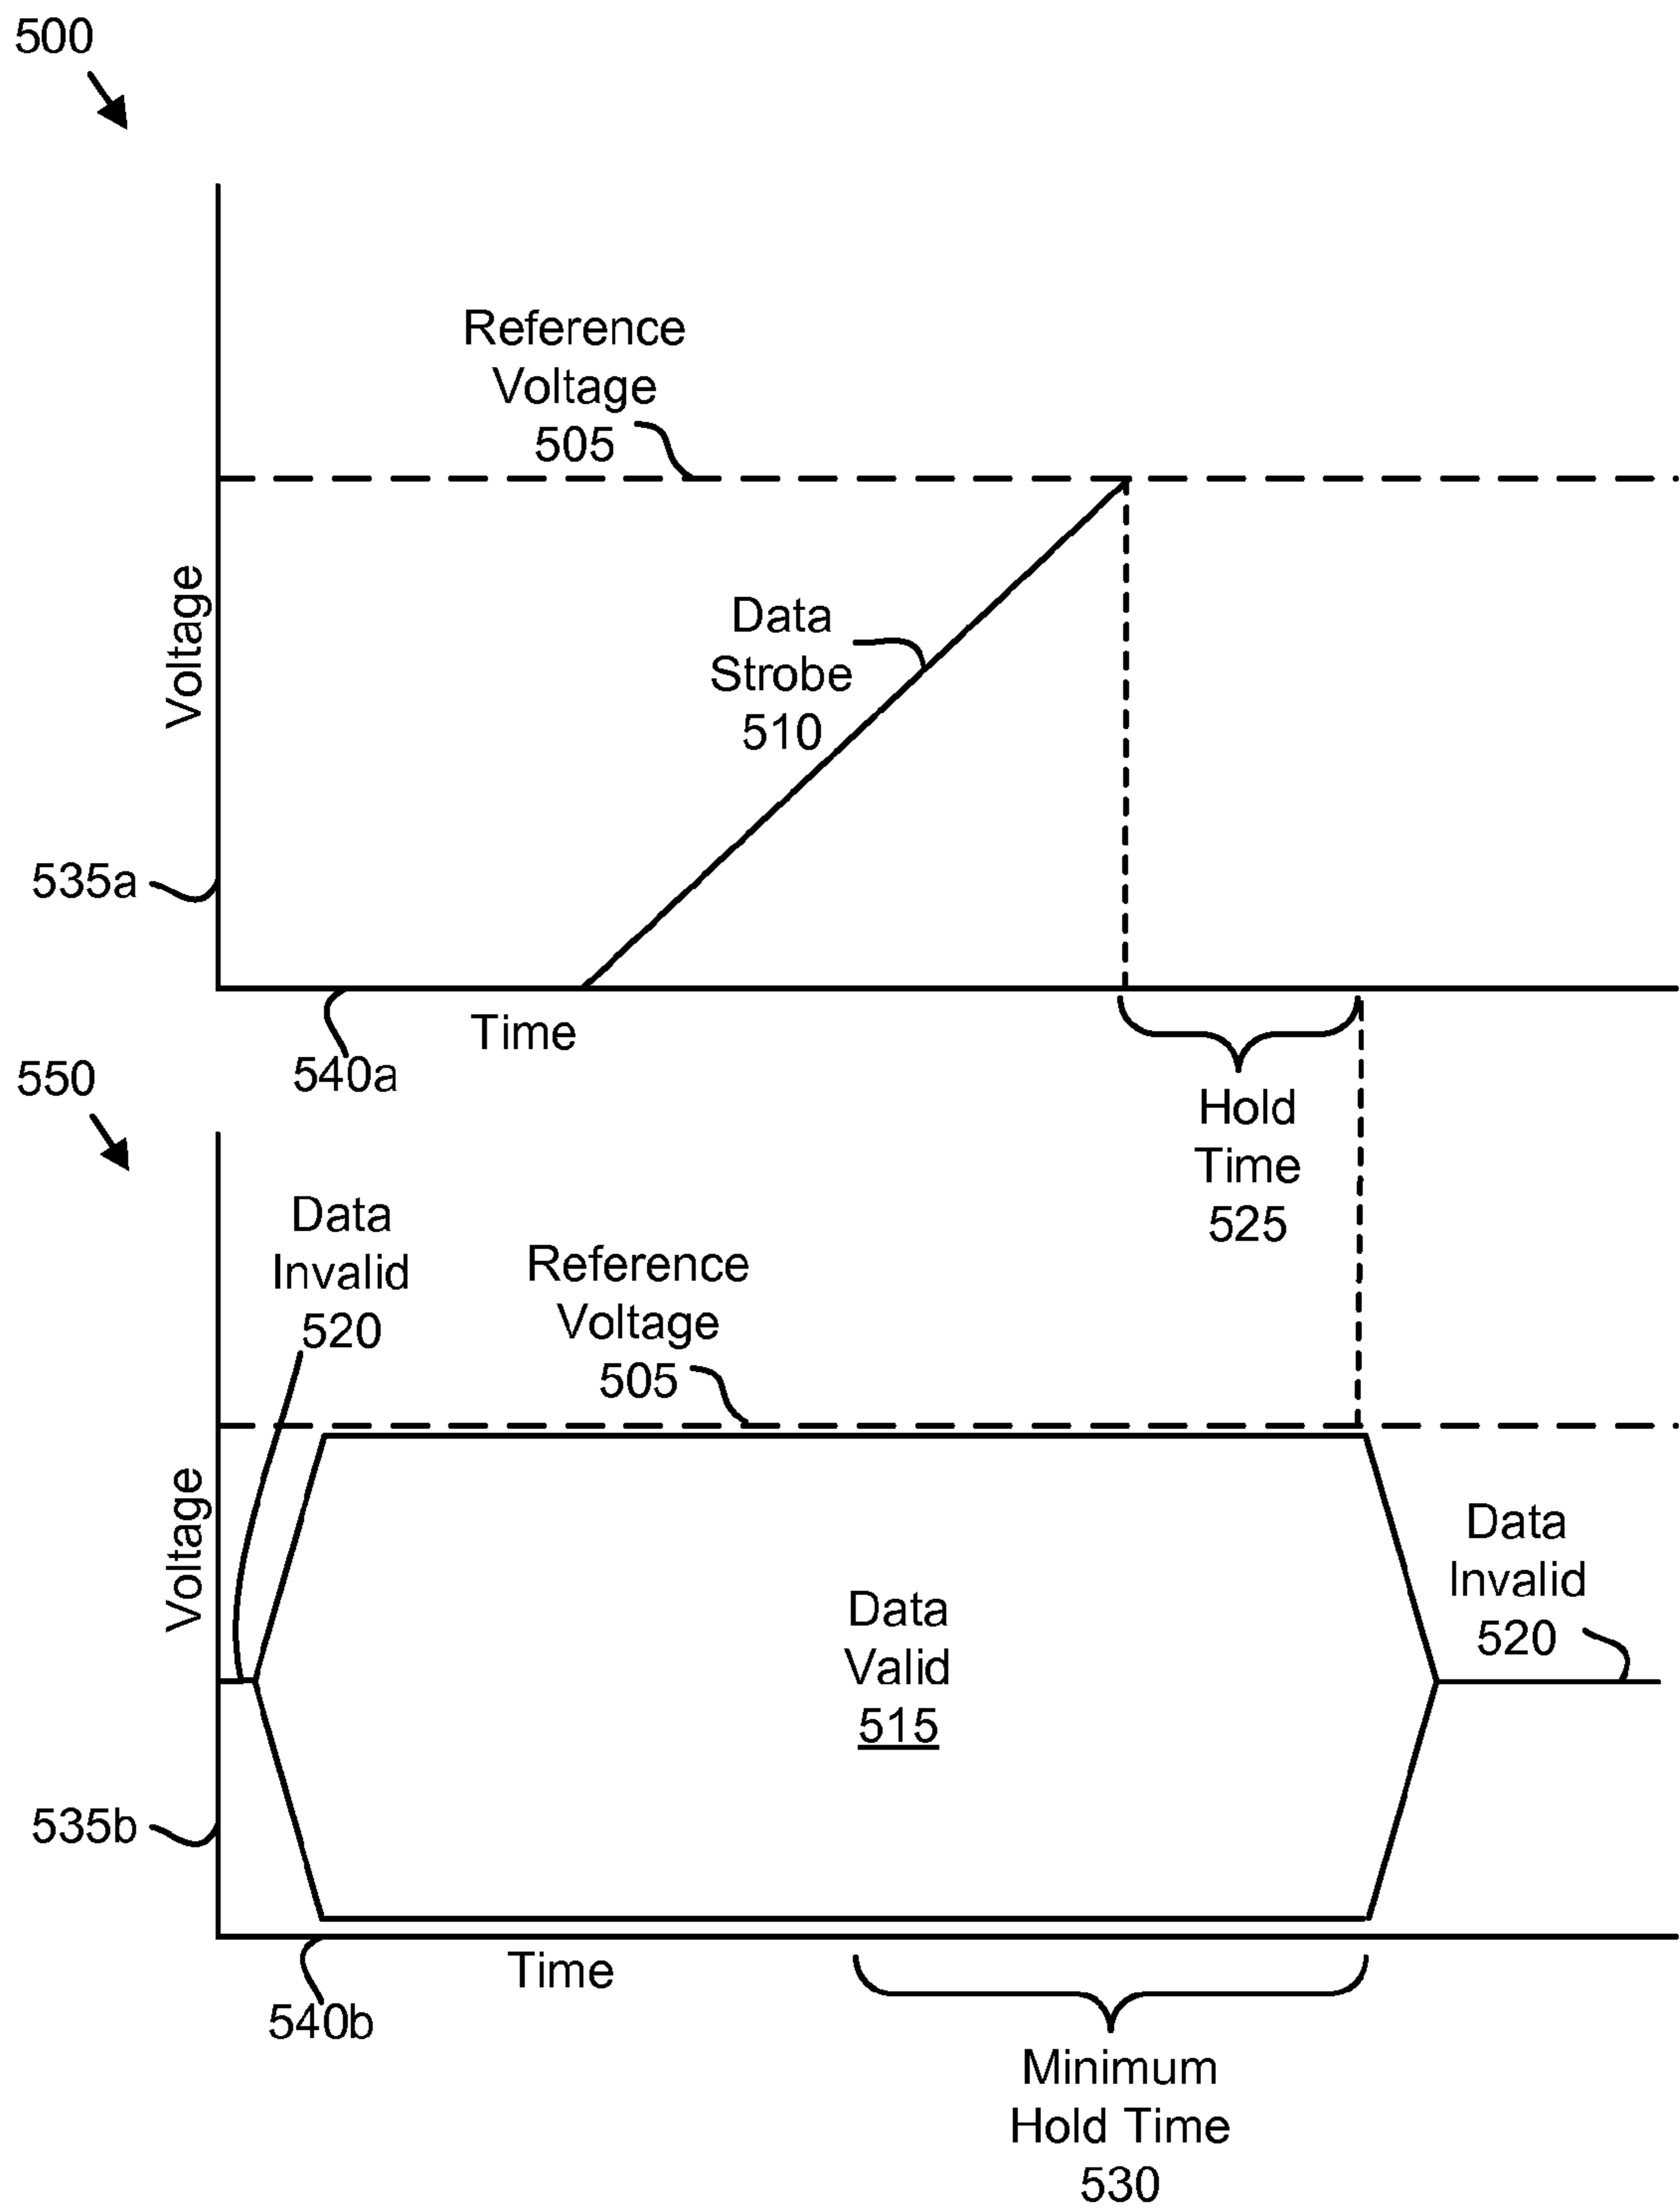 500
Reference
Voltage
505
Voltage
Data
Strobe
510
535a
Time
540a
Hold
Time
525
550
Data
Invalid
520
Reference
Voltage
505
Voltage
Data
Valid
515
Data
Invalid
520
535b
Time
540b
Minimum
Hold Time
530